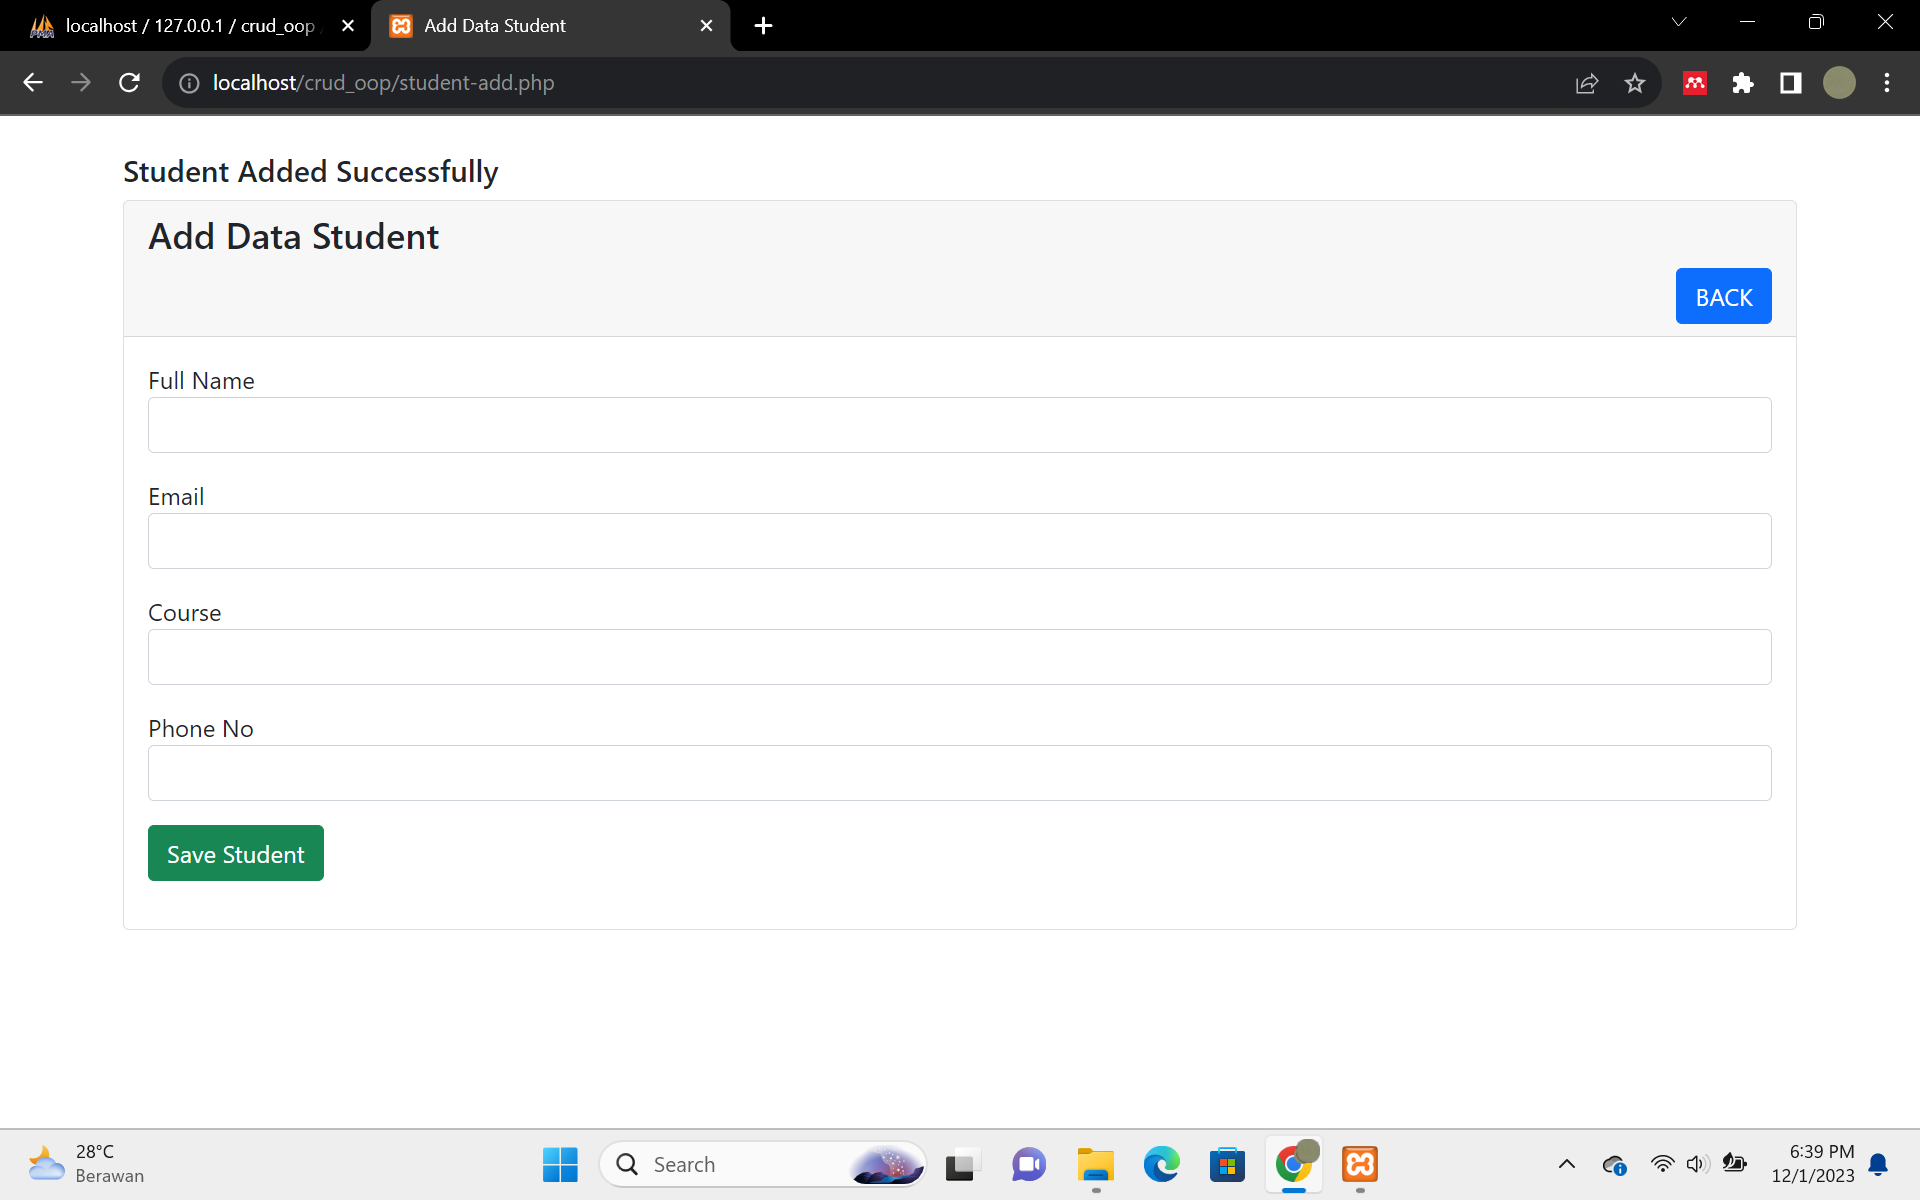 localhost / 127.0.0.1 / crud_oop
Add Data Student
localhost/crud_oop/student-add.php
Student Added Successfully
Add Data Student
BACK
Full Name
Email
Course
Phone No
Save Student
28°C
Berawan
Search
6:39 PM
12/1/2023